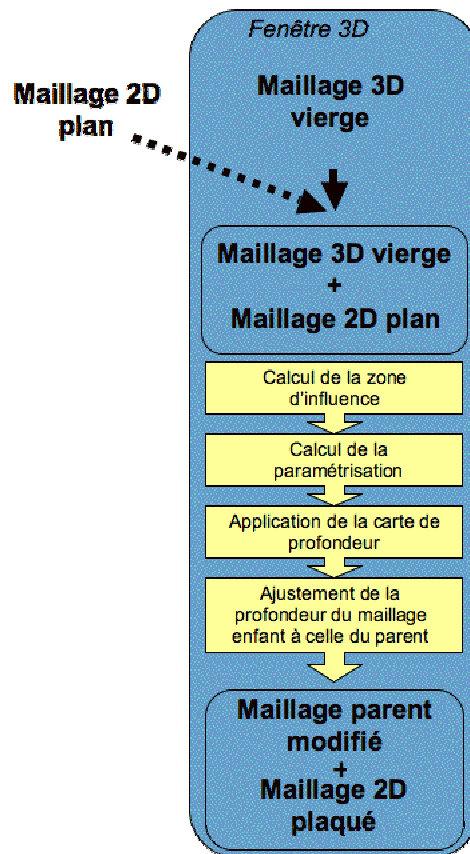 Fenêtre 3D
Maillage 2D
plan
Maillage 3D
vierge
Maillage 3D vierge
+
Maillage 2D plan
Calcul de la zone
d'influence
Calcul de la
paramétrisation
Application de la carte de
profondeur
Ajustement de la
profondeur du maillage
enfant à celle du parent
Maillage parent
modifié
+
Maillage 2D
plaqué